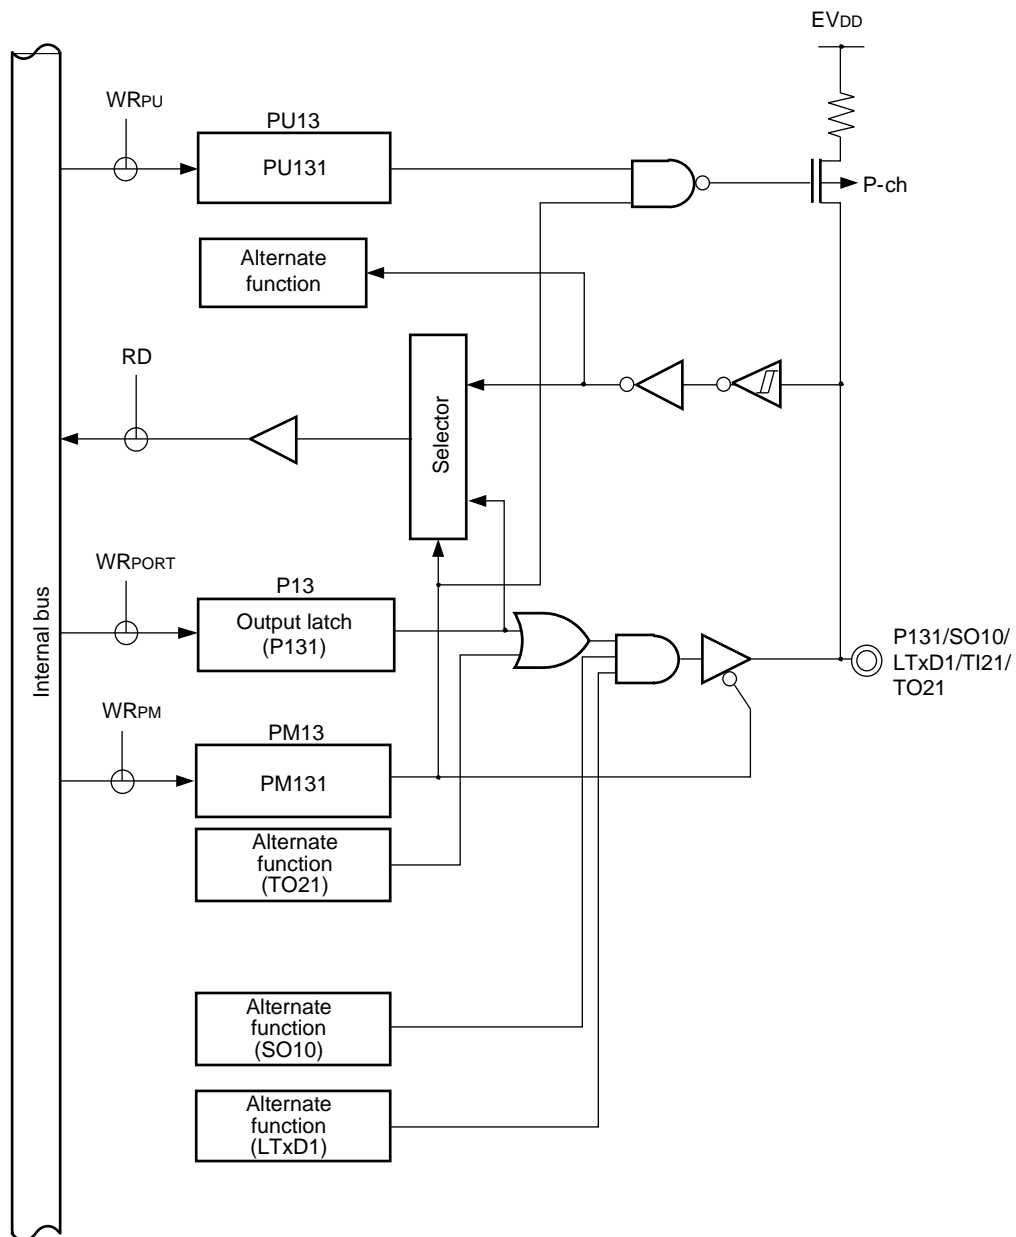 EVDD
WRPU
PU13
PU131
P-ch
Alternate
function
RD
Selector
WRPORT
P13
Output latch
(P131)
Internal bus
P131/SO10/
LTxD1/TI21/
TO21
WRPM
PM13
PM131
Alternate
function
(TO21)
Alternate
function
(SO10)
Alternate
function
(LTxD1)